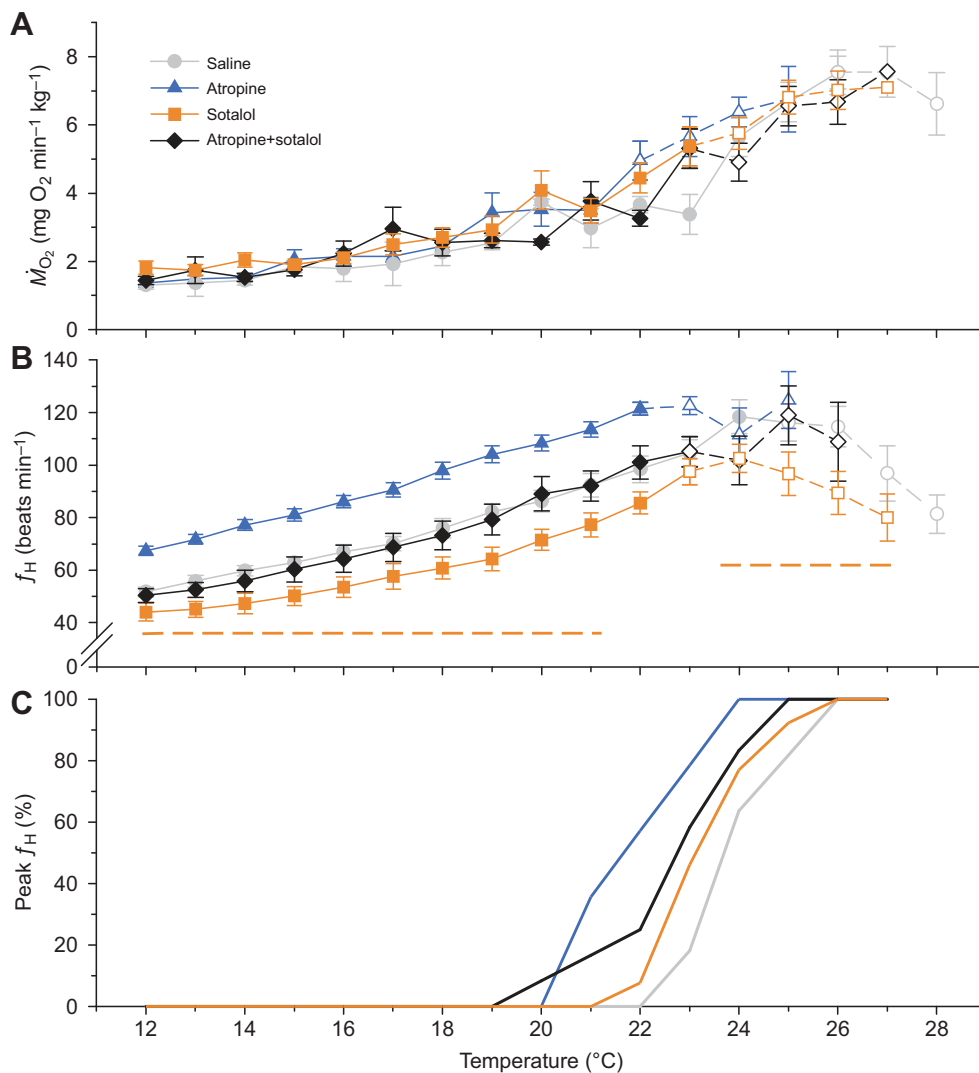 A
Saline
Atropine
Sotalol
Atropine+sotalol
ṀO2 (mg O2 min−1 kg−1)
8
6
4
2
0
B
fH (beats min−1)
140
120
100
80
60
40
0
C
Peak fH (%)
100
80
60
40
20
0
12 14 16 18 20 22 24 26 28
Temperature (°C)